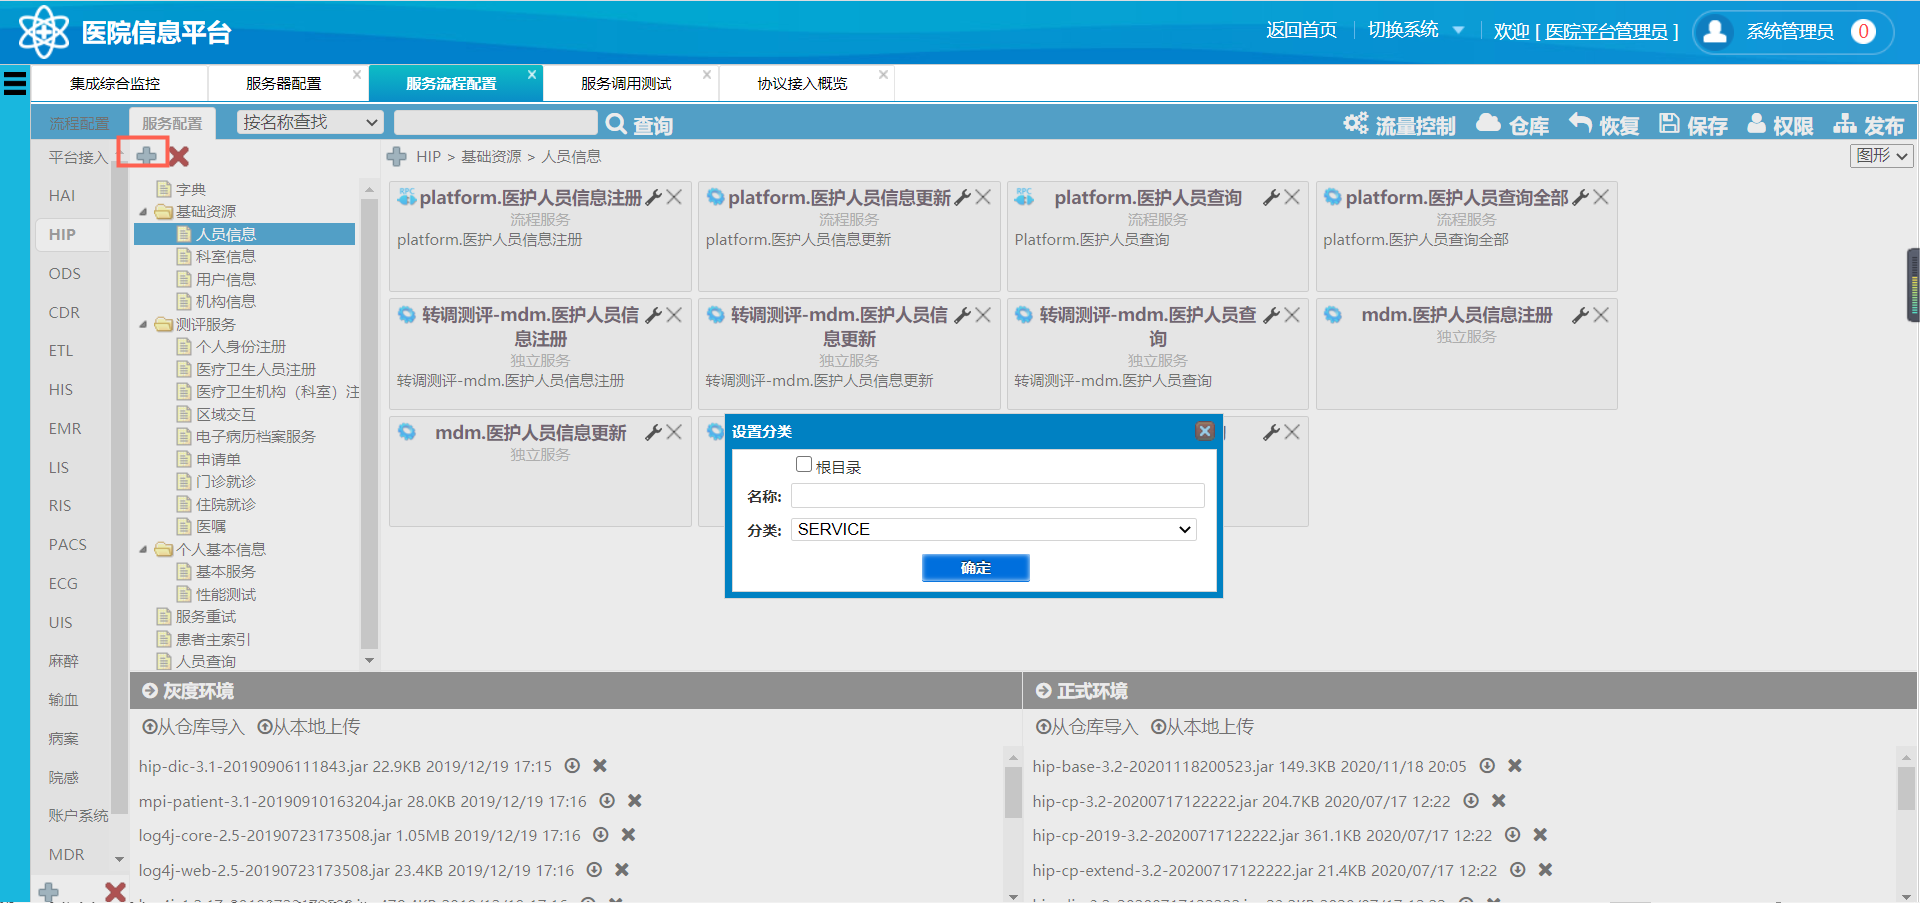 医院信息平台
返回首页 切换系统 欢迎 [ 医院平台管理员 ] 系统管理员 0
集成综合监控 服务器配置 服务流程配置 服务调用测试 协议接入概览
流程配置 服务配置 按名称查找 查询 流量控制 仓库 恢复 保存 权限 发布
平台接入
HAI
HIP
ODS
CDR
ETL
HIS
EMR
LIS
RIS
PACS
ECG
UIS
麻醉
输血
病案
院感
账户系统
MDR
字典
基础资源
人员信息
科室信息
用户信息
机构信息
测评服务
个人身份注册
医疗卫生人员注册
医疗卫生机构（科室）注
区域交互
电子病历档案服务
申请单
门诊就诊
住院就诊
医嘱
个人基本信息
基本服务
性能测试
服务重试
患者主索引
人员查询
HIP > 基础资源 > 人员信息
图形
platform.医护人员信息注册
流程服务
platform.医护人员信息注册
platform.医护人员信息更新
流程服务
platform.医护人员信息更新
platform.医护人员查询
流程服务
Platform.医护人员查询
platform.医护人员查询全部
流程服务
platform.医护人员查询全部
转调测评-mdm.医护人员信
息注册
独立服务
转调测评-mdm.医护人员信息注册
转调测评-mdm.医护人员信
息更新
独立服务
转调测评-mdm.医护人员信息更新
转调测评-mdm.医护人员查
询
独立服务
转调测评-mdm.医护人员查询
mdm.医护人员信息注册
独立服务
mdm.医护人员信息更新
独立服务
设置分类
根目录
名称:
分类: SERVICE
确定
灰度环境
从仓库导入 从本地上传
hip-dic-3.1-20190906111843.jar 22.9KB 2019/12/19 17:15
mpi-patient-3.1-20190910163204.jar 28.0KB 2019/12/19 17:16
log4j-core-2.5-20190723173508.jar 1.05MB 2019/12/19 17:16
log4j-web-2.5-20190723173508.jar 23.4KB 2019/12/19 17:16
正式环境
从仓库导入 从本地上传
hip-base-3.2-20201118200523.jar 149.3KB 2020/11/18 20:05
hip-cp-3.2-20200717122222.jar 204.7KB 2020/07/17 12:22
hip-cp-2019-3.2-20200717122222.jar 361.1KB 2020/07/17 12:22
hip-cp-extend-3.2-20200717122222.jar 21.4KB 2020/07/17 12:22